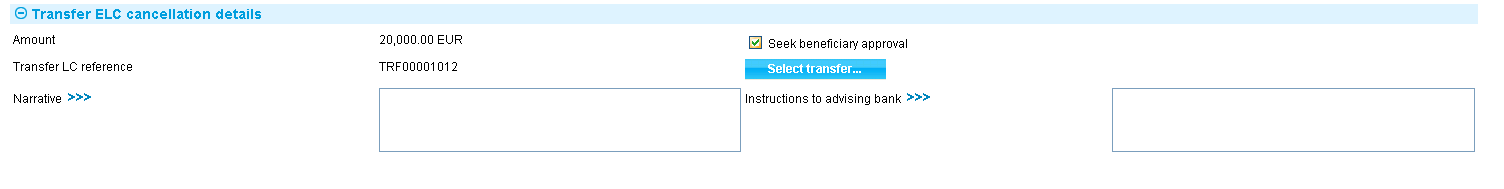 Transfer ELC cancellation details
Amount 20,000.00 EUR Seek beneficiary approval
Transfer LC reference TRF00001012 Select transfer...
Narrative >>> Instructions to advising bank >>>